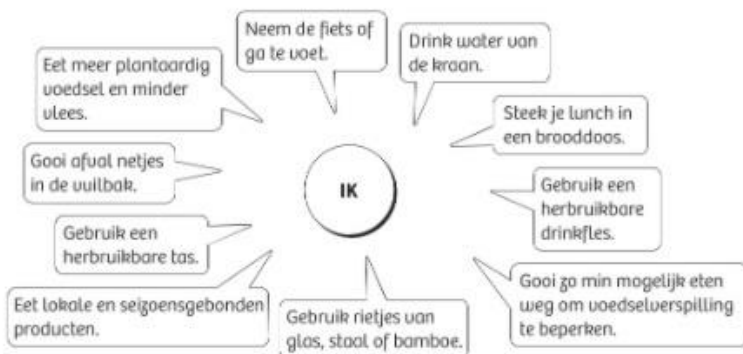 Neem de fiets of
ga te voet.
Drink water van
de kraan.
Eet meer plantaardig
voedsel en minder
vlees.
Steek je lunch in
een brooddoos.
Gooi afval netjes
in de vuilbak.
IK
Gebruik een
herbruikbare
drinkfles.
Gebruik een
herbruikbare tas.
Eet lokale en seizoensgebonden
producten.
Gebruik rietjes van
glas, staal of bamboe.
Gooi zo min mogelijk eten
weg om voedselverspilling
te beperken.